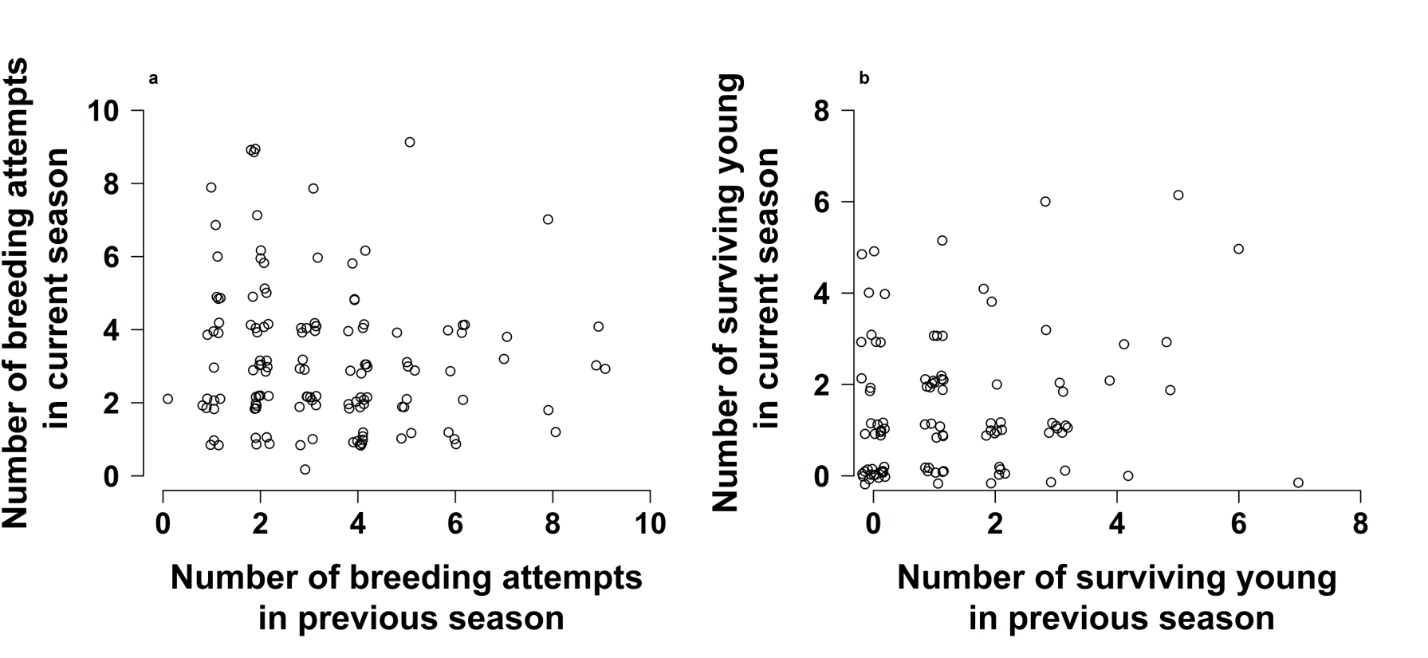 a
Number of breeding attempts
in current season
10
8
6
4
2
0
0 2 4 6 8 10
Number of breeding attempts
in previous season
b
Number of surviving young
in current season
8
6
4
2
0
0 2 4 6 8
Number of surviving young
in previous season